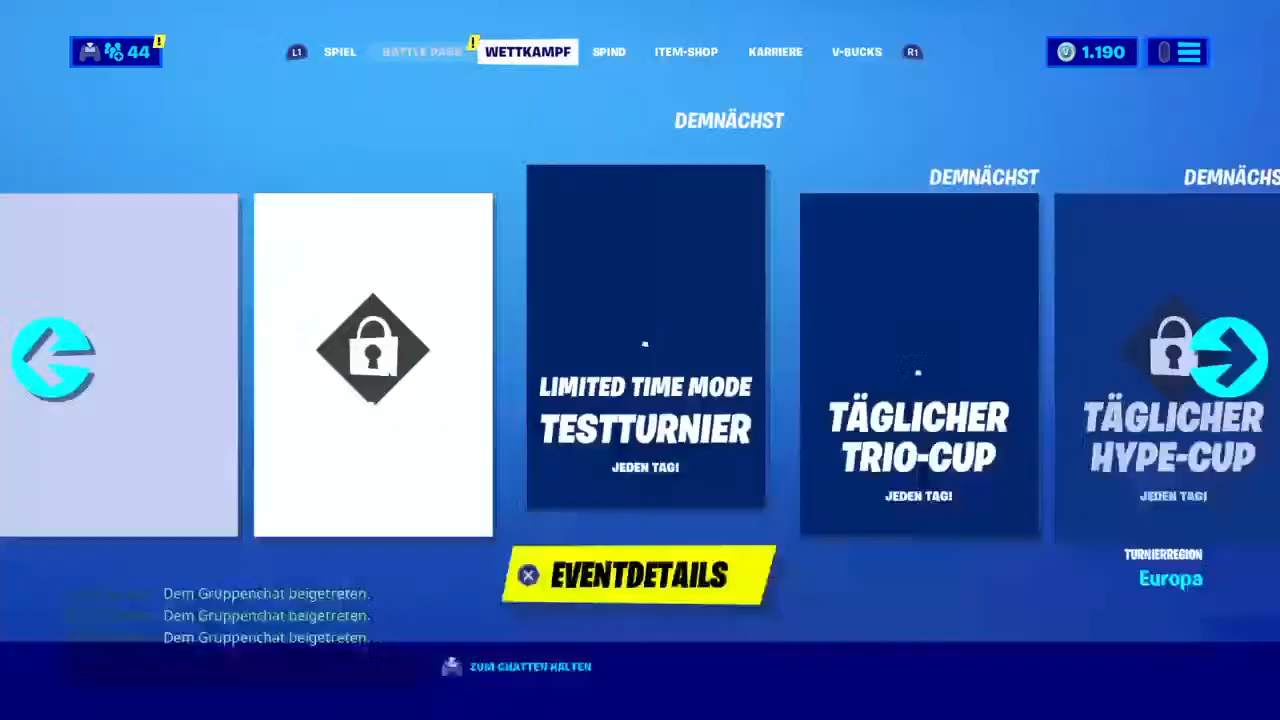 44
!
L1
SPIEL
BATTLE PASS
!
WETTKAMPF
SPIND
ITEM-SHOP
KARRIERE
V-BUCKS
R1
V
1.190
DEMNÄCHST
DEMNÄCHST
DEMNÄCHS
LIMITED TIME MODE
TESTTURNIER
JEDEN TAG!
TÄGLICHER
TRIO-CUP
JEDEN TAG!
TÄGLICHER
HYPE-CUP
JEDEN TAG!
EVENTDETAILS
TURNIERREGION
Europa
Dem Gruppenchat beigetreten.
Dem Gruppenchat beigetreten.
Dem Gruppenchat beigetreten.
ZUM CHATTEN HALTEN